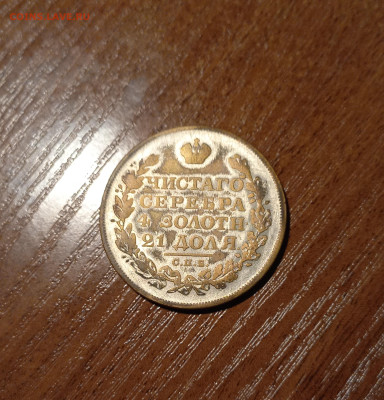 ЧИСТАГО
СЕРЕБРА
4 ЗОЛОТН
21 ДОЛЯ
С.П.Б.